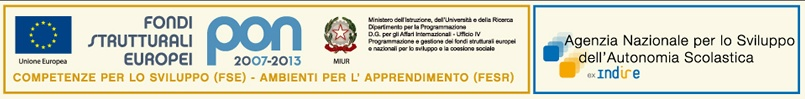 FONDI
STRUTTURALI
EUROPEI
pon
2007-2013
Unione Europea
MIUR
Ministero dell'Istruzione, dell'Università e della Ricerca
Dipartimento per la Programmazione
D.G. per gli Affari Internazionali - Ufficio IV
Programmazione e gestione dei fondi strutturali europei
e nazionali per lo sviluppo e la coesione sociale
COMPETENZE PER LO SVILUPPO (FSE) - AMBIENTI PER L' APPRENDIMENTO (FESR)
Agenzia Nazionale per lo Sviluppo
dell'Autonomia Scolastica
ex indire